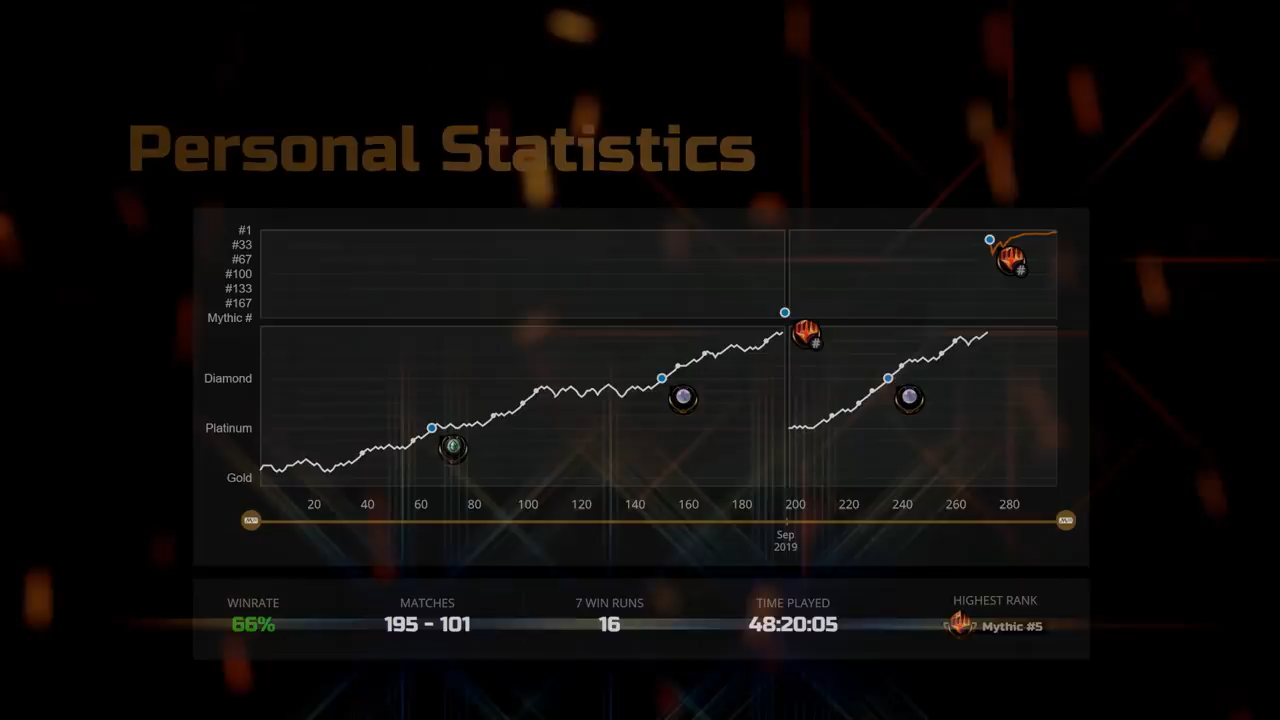 Personal Statistics
#1
#33
#67
#100
#133
#167
Mythic #
#
#
Diamond
Platinum
Gold
20 40 60 80 100 120 140 160 180 200 220 240 260 280
Sep
2019
WINRATE MATCHES 7 WIN RUNS TIME PLAYED HIGHEST RANK
66% 195 - 101 16 48:20:05 Mythic #5